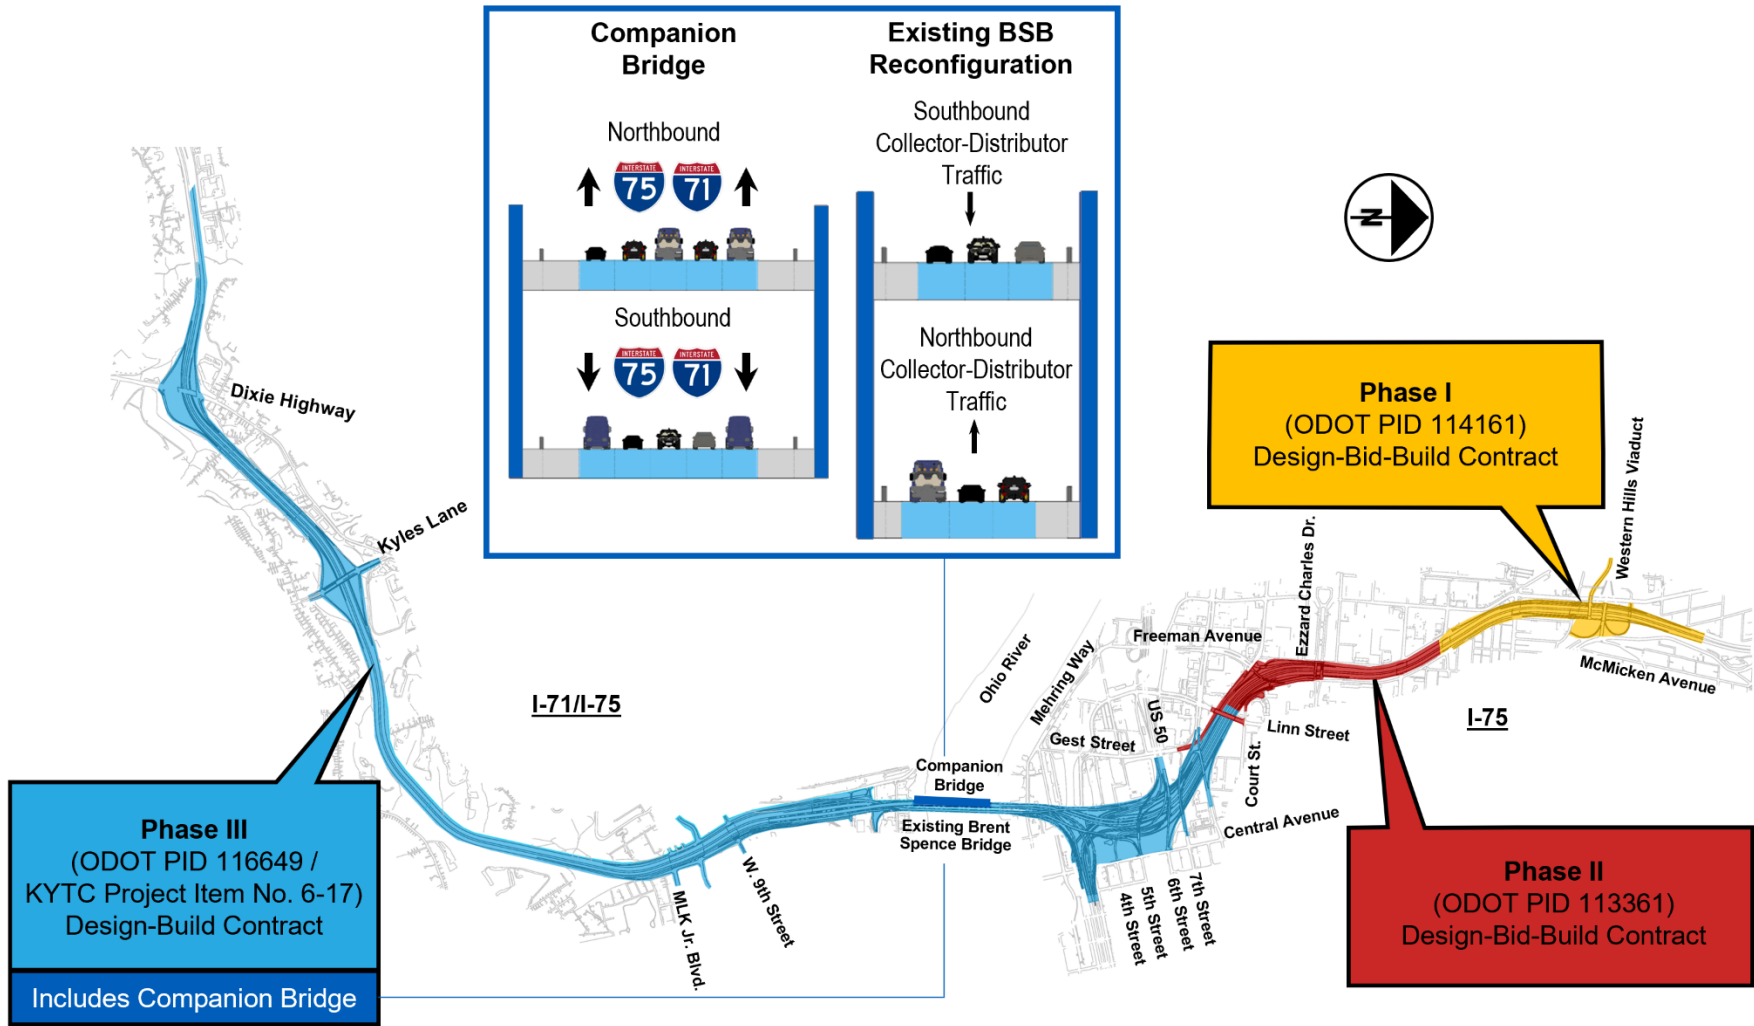 Companion
Bridge
Northbound
INTERSTATE
75
INTERSTATE
71
Southbound
INTERSTATE
75
INTERSTATE
71
Existing BSB
Reconfiguration
Southbound
Collector-Distributor
Traffic
Northbound
Collector-Distributor
Traffic
N
Phase I
(ODOT PID 114161)
Design-Bid-Build Contract
Dixie Highway
Kyles Lane
I-71/I-75
Ohio River
Mehring Way
Freeman Avenue
Ezzard Charles Dr.
Western Hills Viaduct
McMicken Avenue
I-75
US 50
Gest Street
Linn Street
Court St.
Central Avenue
Companion
Bridge
Existing Brent
Spence Bridge
MLK Jr. Blvd.
W. 9th Street
4th Street
5th Street
6th Street
7th Street
Phase III
(ODOT PID 116649 /
KYTC Project Item No. 6-17)
Design-Build Contract
Includes Companion Bridge
Phase II
(ODOT PID 113361)
Design-Bid-Build Contract